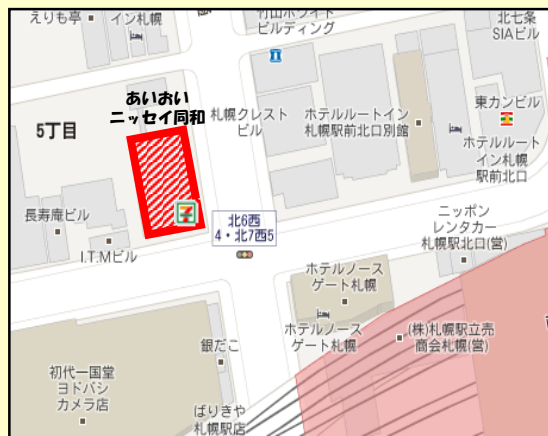 えりも亭
イン札幌
竹山ホワイト
ビルディング
北七条
SIAビル
あいおい
ニッセイ同和
5丁目
札幌クレスト
ビル
ホテルルートイン
札幌駅前北口別館
東カンビル
ホテルルート
イン札幌
駅前北口
長寿庵ビル
I.T.Mビル
北6西
4・北7西5
ニッポン
レンタカー
札幌駅北口(営)
ホテルノース
ゲート札幌
ホテルノース
ゲート札幌
(株)札幌駅立売
商会札幌(営)
銀だこ
初代一国堂
ヨドバシ
カメラ店
ばりきや
札幌駅店